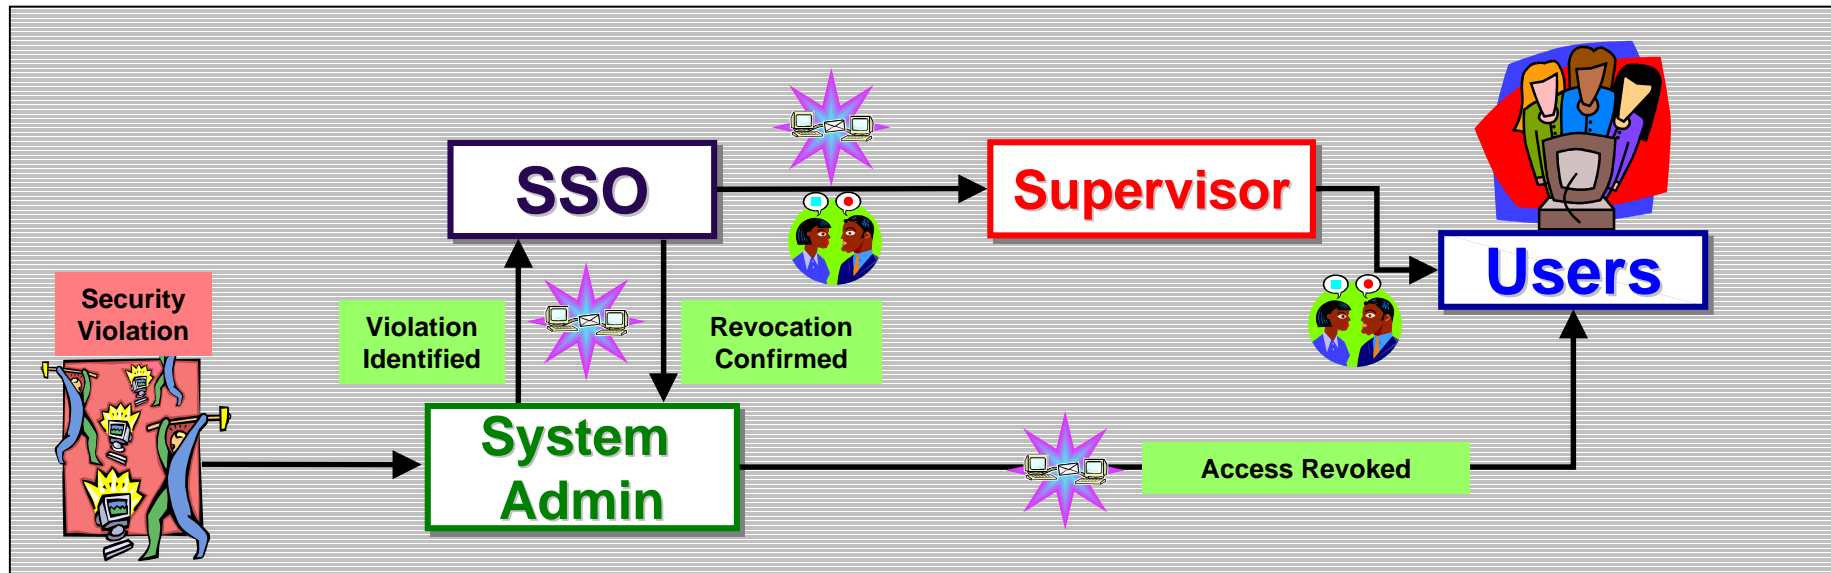 SSO
Supervisor
Users
Security
Violation
Violation
Identified
Revocation
Confirmed
System
Admin
Access Revoked